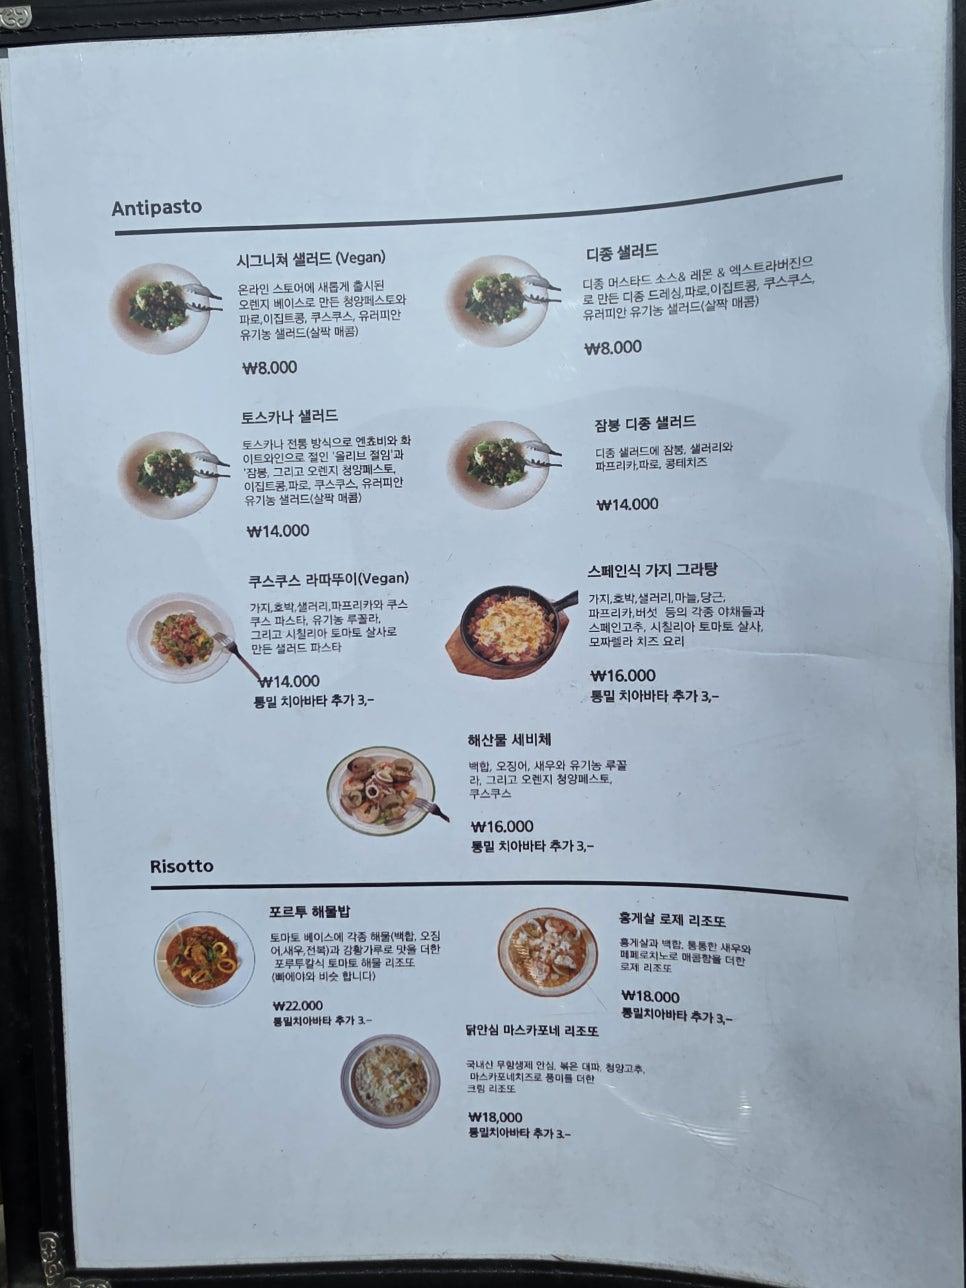 Antipasto
시그니쳐 샐러드 (Vegan)
온라인 스토어에 새롭게 출시된
오렌지 베이스로 만든 청양페스토와
파로,이집트콩, 쿠스쿠스, 유러피안
유기농 샐러드(살짝 매콤)
₩8.000
디종 샐러드
디종 머스타드 소스& 레몬 & 엑스트라버진으
로 만든 디종 드레싱,파로,이집트콩, 쿠스쿠스,
유러피안 유기농 샐러드(살짝 매콤)
₩8.000
토스카나 샐러드
토스카나 전통 방식으로 엔쵸비와 화
이트와인으로 절인 '올리브 절임'과
'잠봉, 그리고 오렌지 청양페스토,
이집트콩,파로, 쿠스쿠스, 유러피안
유기농 샐러드(살짝 매콤)
₩14.000
잠봉 디종 샐러드
디종 샐러드에 잠봉, 샐러리와
파프리카,파로, 콩테치즈
₩14.000
쿠스쿠스 라따뚜이(Vegan)
가지,호박,샐러리,파프리카와 쿠스
쿠스 파스타, 유기농 루꼴라,
그리고 시칠리아 토마토 살사로
만든 샐러드 파스타
₩14.000
통밀 치아바타 추가 3,-
스페인식 가지 그라탕
가지,호박,샐러리,마늘,당근,
파프리카,버섯 등의 각종 야채들과
스페인고추, 시칠리아 토마토 살사,
모짜렐라 치즈 요리
₩16.000
통밀 치아바타 추가 3,-
해산물 세비체
백합, 오징어, 새우와 유기농 루꼴
라, 그리고 오렌지 청양페스토,
쿠스쿠스
₩16.000
통밀 치아바타 추가 3,-
Risotto
포르투 해물밥
토마토 베이스에 각종 해물(백합, 오징
어,새우,전복)과 강황가루로 맛을 더한
포루투칼식 토마토 해물 리조또
(빠에야와 비슷 합니다)
₩22.000
통밀치아바타 추가 3.-
홍게살 로제 리조또
홍게살과 백합, 통통한 새우와
페페로치노로 매콤함을 더한
로제 리조또
₩18.000
통밀치아바타 추가 3,-
닭안심 마스카포네 리조또
국내산 무항생제 안심, 볶은 대파, 청양고추,
마스카포네치즈로 풍미를 더한
크림 리조또
₩18,000
통밀치아바타 추가 3.-